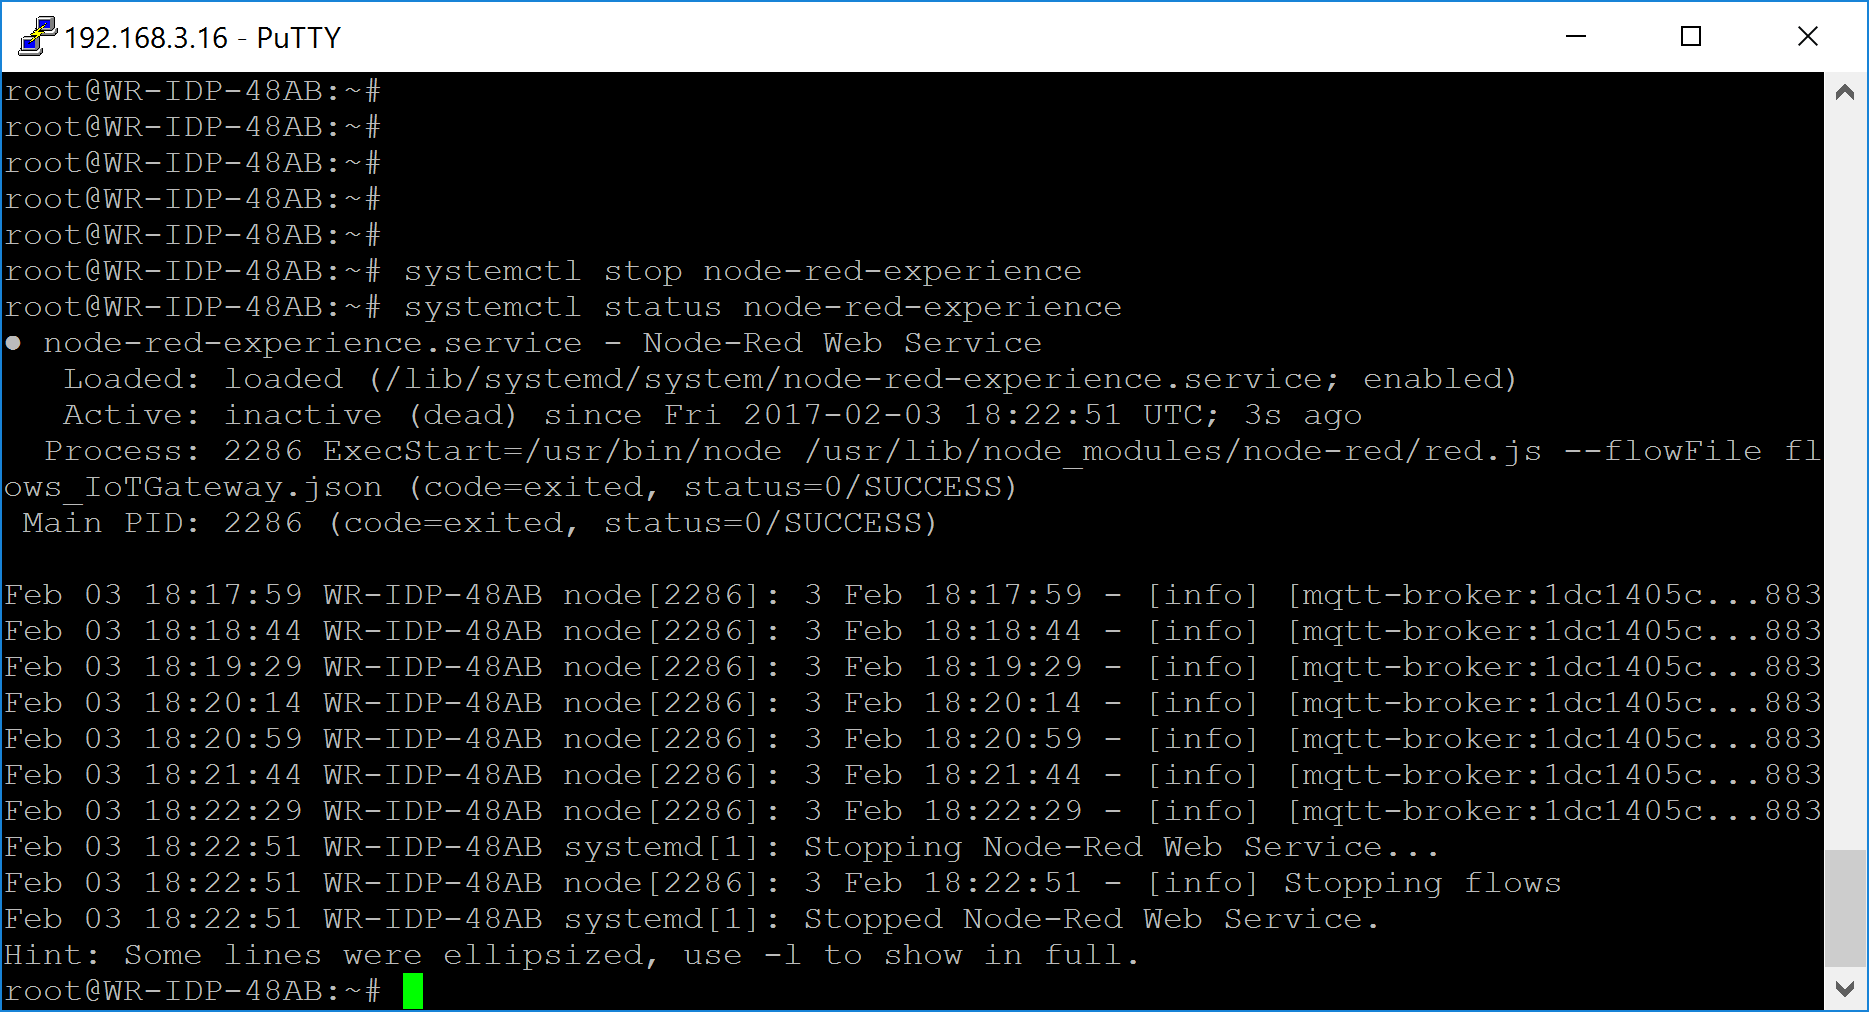 192.168.3.16 - PuTTY
root@WR-IDP-48AB:~#
root@WR-IDP-48AB:~#
root@WR-IDP-48AB:~#
root@WR-IDP-48AB:~#
root@WR-IDP-48AB:~#
root@WR-IDP-48AB:~# systemctl stop node-red-experience
root@WR-IDP-48AB:~# systemctl status node-red-experience
● node-red-experience.service - Node-Red Web Service
   Loaded: loaded (/lib/systemd/system/node-red-experience.service; enabled)
   Active: inactive (dead) since Fri 2017-02-03 18:22:51 UTC; 3s ago
  Process: 2286 ExecStart=/usr/bin/node /usr/lib/node_modules/node-red/red.js --flowFile fl
ows_IoTGateway.json (code=exited, status=0/SUCCESS)
 Main PID: 2286 (code=exited, status=0/SUCCESS)
Feb 03 18:17:59 WR-IDP-48AB node[2286]: 3 Feb 18:17:59 - [info] [mqtt-broker:1dc1405c...883
Feb 03 18:18:44 WR-IDP-48AB node[2286]: 3 Feb 18:18:44 - [info] [mqtt-broker:1dc1405c...883
Feb 03 18:19:29 WR-IDP-48AB node[2286]: 3 Feb 18:19:29 - [info] [mqtt-broker:1dc1405c...883
Feb 03 18:20:14 WR-IDP-48AB node[2286]: 3 Feb 18:20:14 - [info] [mqtt-broker:1dc1405c...883
Feb 03 18:20:59 WR-IDP-48AB node[2286]: 3 Feb 18:20:59 - [info] [mqtt-broker:1dc1405c...883
Feb 03 18:21:44 WR-IDP-48AB node[2286]: 3 Feb 18:21:44 - [info] [mqtt-broker:1dc1405c...883
Feb 03 18:22:29 WR-IDP-48AB node[2286]: 3 Feb 18:22:29 - [info] [mqtt-broker:1dc1405c...883
Feb 03 18:22:51 WR-IDP-48AB systemd[1]: Stopping Node-Red Web Service...
Feb 03 18:22:51 WR-IDP-48AB node[2286]: 3 Feb 18:22:51 - [info] Stopping flows
Feb 03 18:22:51 WR-IDP-48AB systemd[1]: Stopped Node-Red Web Service.
Hint: Some lines were ellipsized, use -l to show in full.
root@WR-IDP-48AB:~#